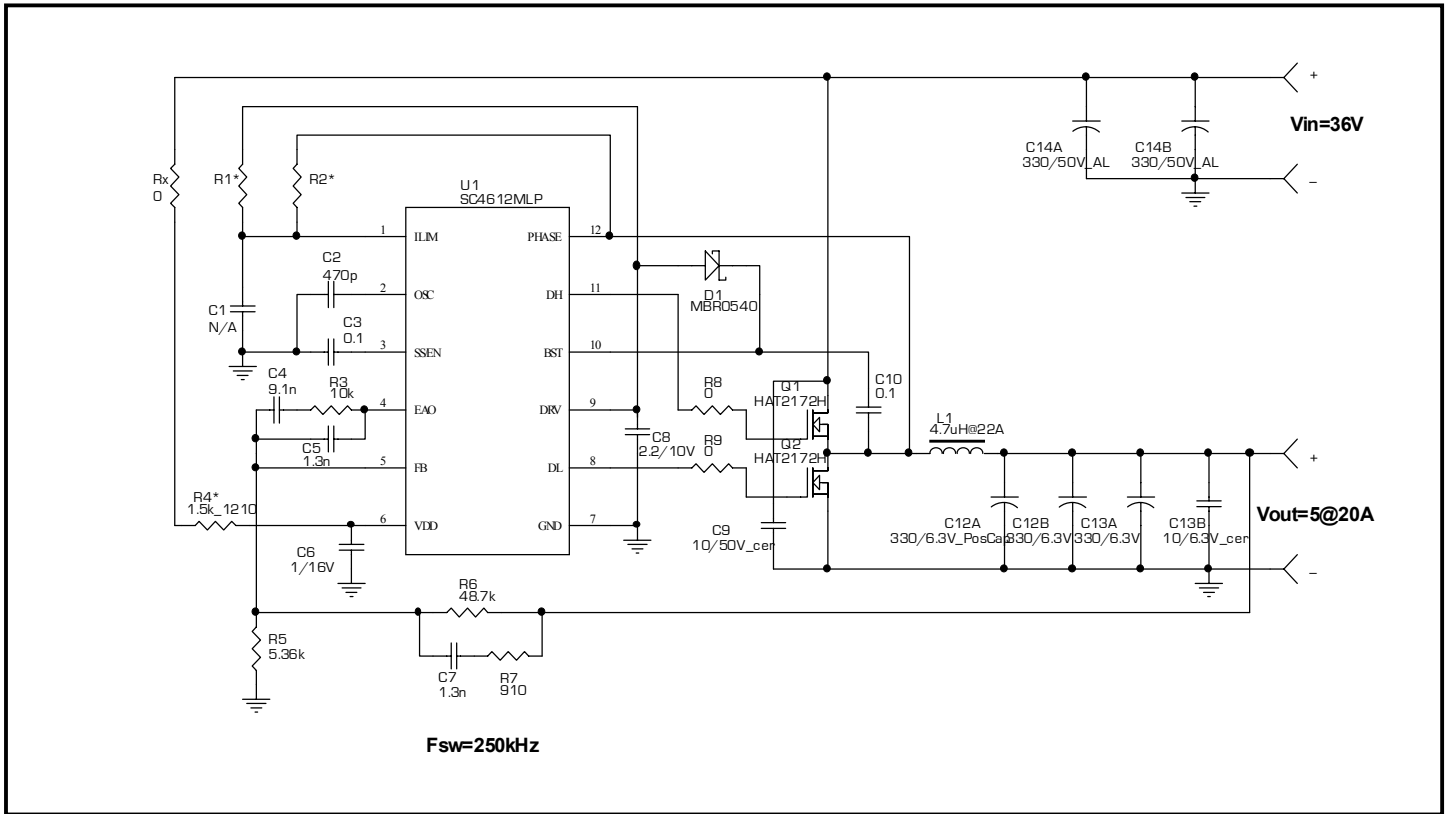 +
Vin=36V
−
C14A
330/50V_AL
C14B
330/50V_AL
Rx
0
R1*
R2*
U1
SC4612MLP
1
ILIM
PHASE
12
C2
470p
2
OSC
DH
11
D1
MBR0540
C1
N/A
C3
0.1
3
SSEN
BST
10
C4
9.1n
R3
10k
4
EAO
DRV
9
R8
0
Q1
HAT2172H
C10
0.1
L1
4.7uH@22A
C5
1.3n
C8
2.2/10V
R9
0
Q2
HAT2172H
5
FB
DL
8
+
R4*
1.5k_1210
6
VDD
GND
7
C9
10/50V_cer
C12A
330/6.3V_PosCap
C12B
330/6.3V
C13A
330/6.3V
C13B
10/6.3V_cer
Vout=5@20A
−
C6
1/16V
R6
48.7k
R5
5.36k
C7
1.3n
R7
910
Fsw=250kHz